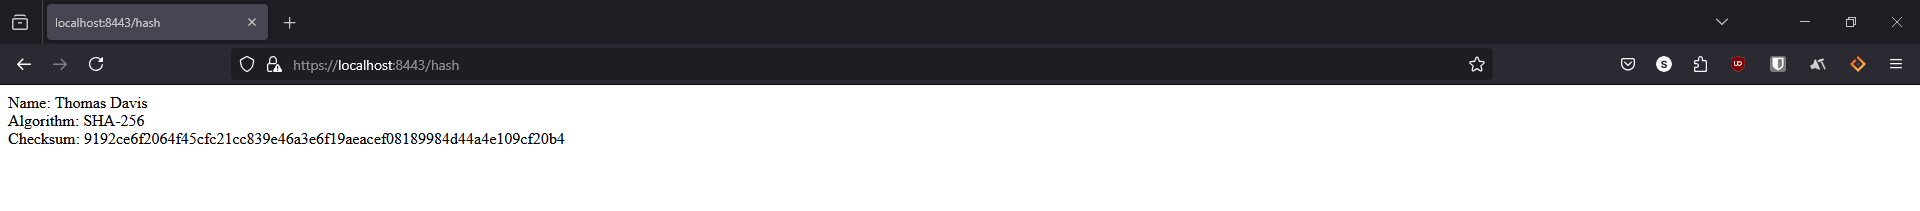 localhost:8443/hash
https://localhost:8443/hash
Name: Thomas Davis
Algorithm: SHA-256
Checksum: 9192ce6f2064f45cfc21cc839e46a3e6f19aeacef08189984d44a4e109cf20b4